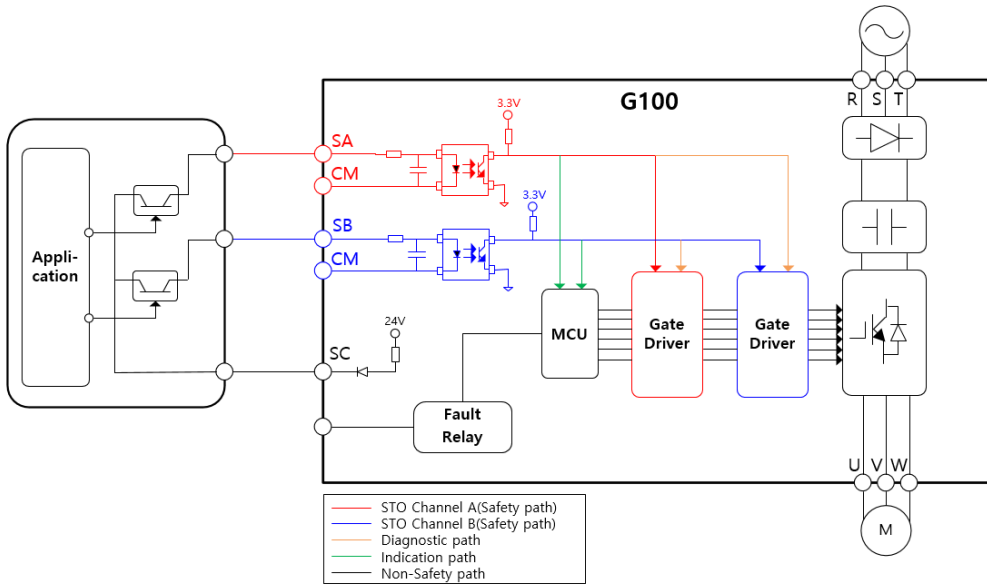 G100
R S T
3.3V
SA
CM
3.3V
SB
CM
Appli-
cation
24V
SC
MCU
Gate
Driver
Gate
Driver
Fault
Relay
U V W
M
STO Channel A(Safety path)
STO Channel B(Safety path)
Diagnostic path
Indication path
Non-Safety path